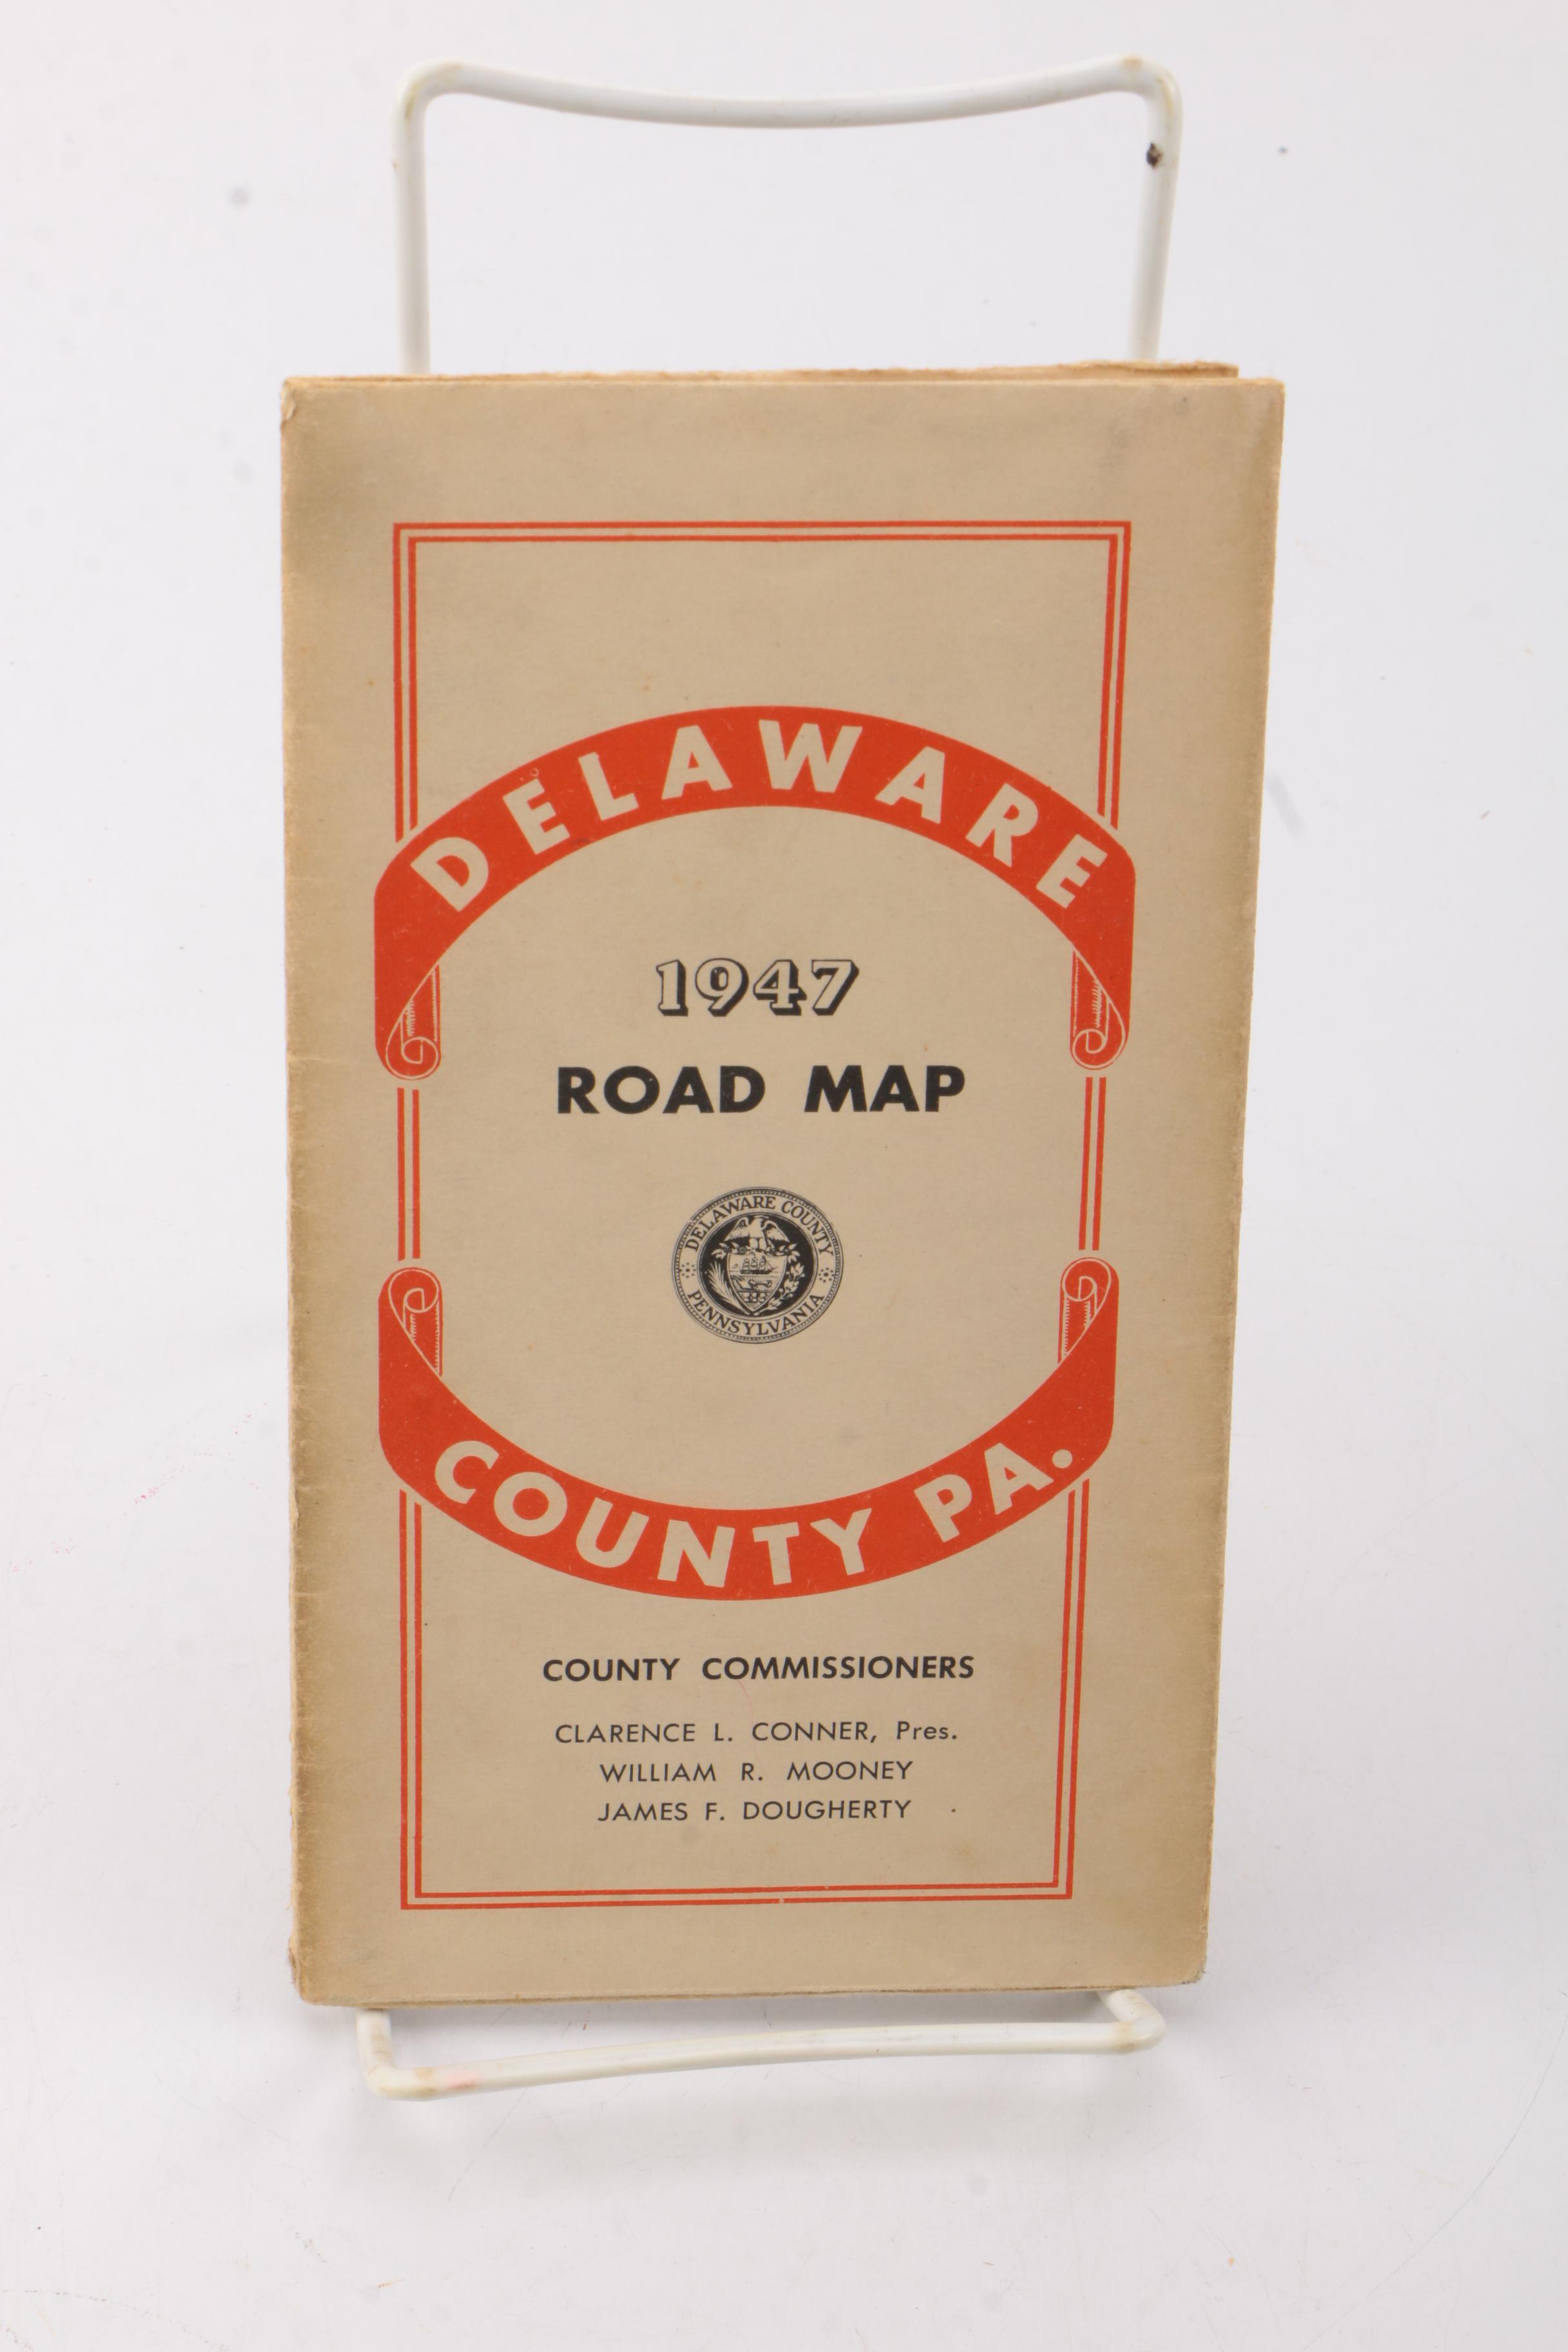 DELAWARE
1947
ROAD MAP
DELAWARE COUNTY
PENNSYLVANIA
COUNTY PA.
COUNTY COMMISSIONERS
CLARENCE L. CONNER, Pres.
WILLIAM R. MOONEY
JAMES F. DOUGHERTY